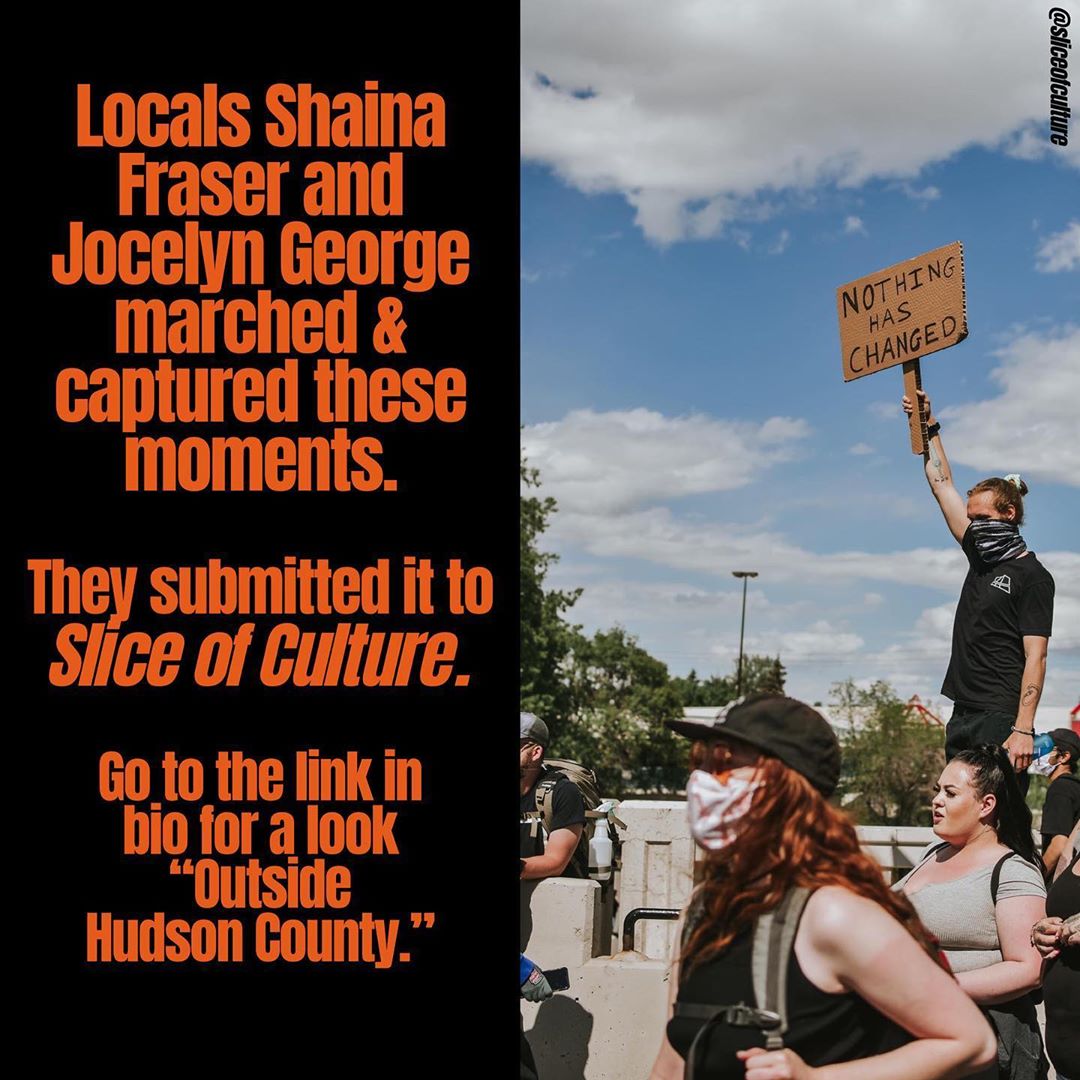 Locals Shaina
Fraser and
Jocelyn George
marched &
captured these
moments.
They submitted it to
Slice of Culture.
Go to the link in
bio for a look
“Outside
Hudson County.”
@sliceofculture
NOTHING
HAS
CHANGED